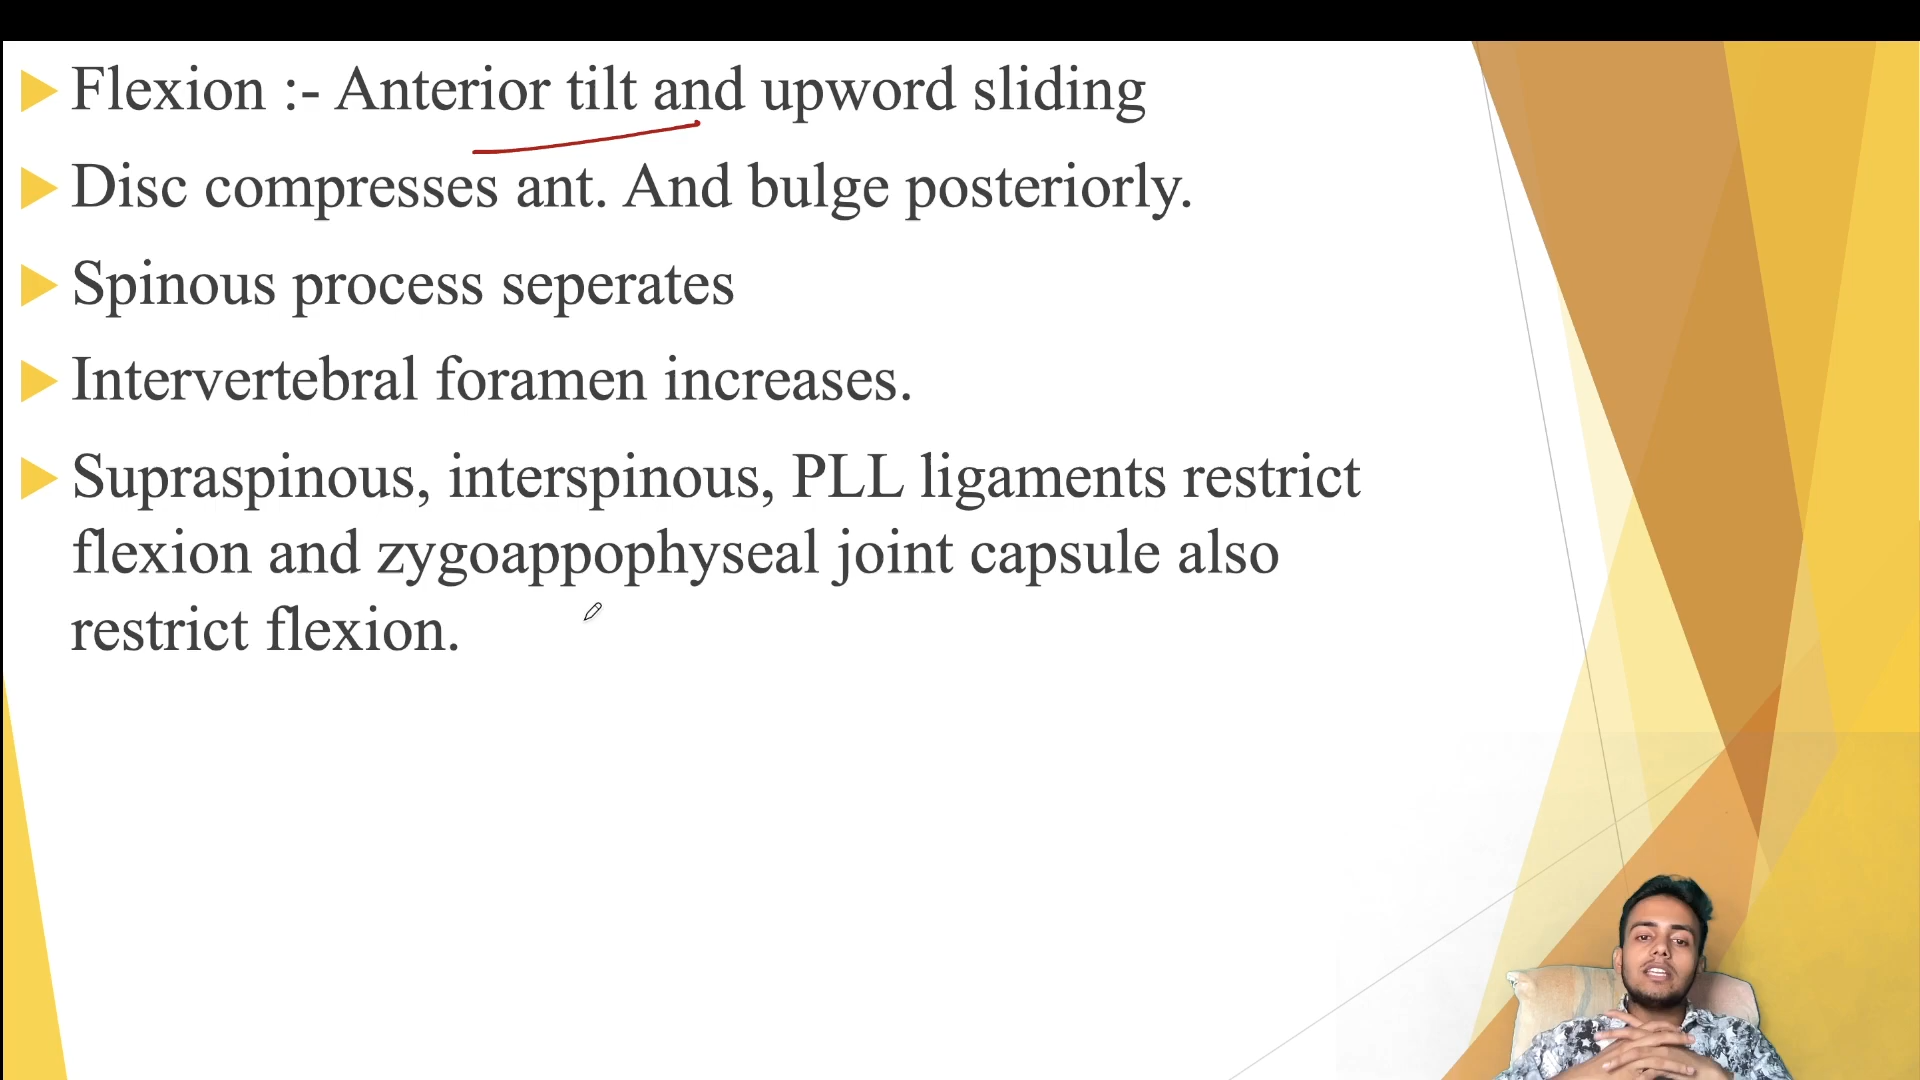 Flexion :- Anterior tilt and upword sliding
Disc compresses ant. And bulge posteriorly.
Spinous process seperates
Intervertebral foramen increases.
Supraspinous, interspinous, PLL ligaments restrict
flexion and zygoappophyseal joint capsule also
restrict flexion.